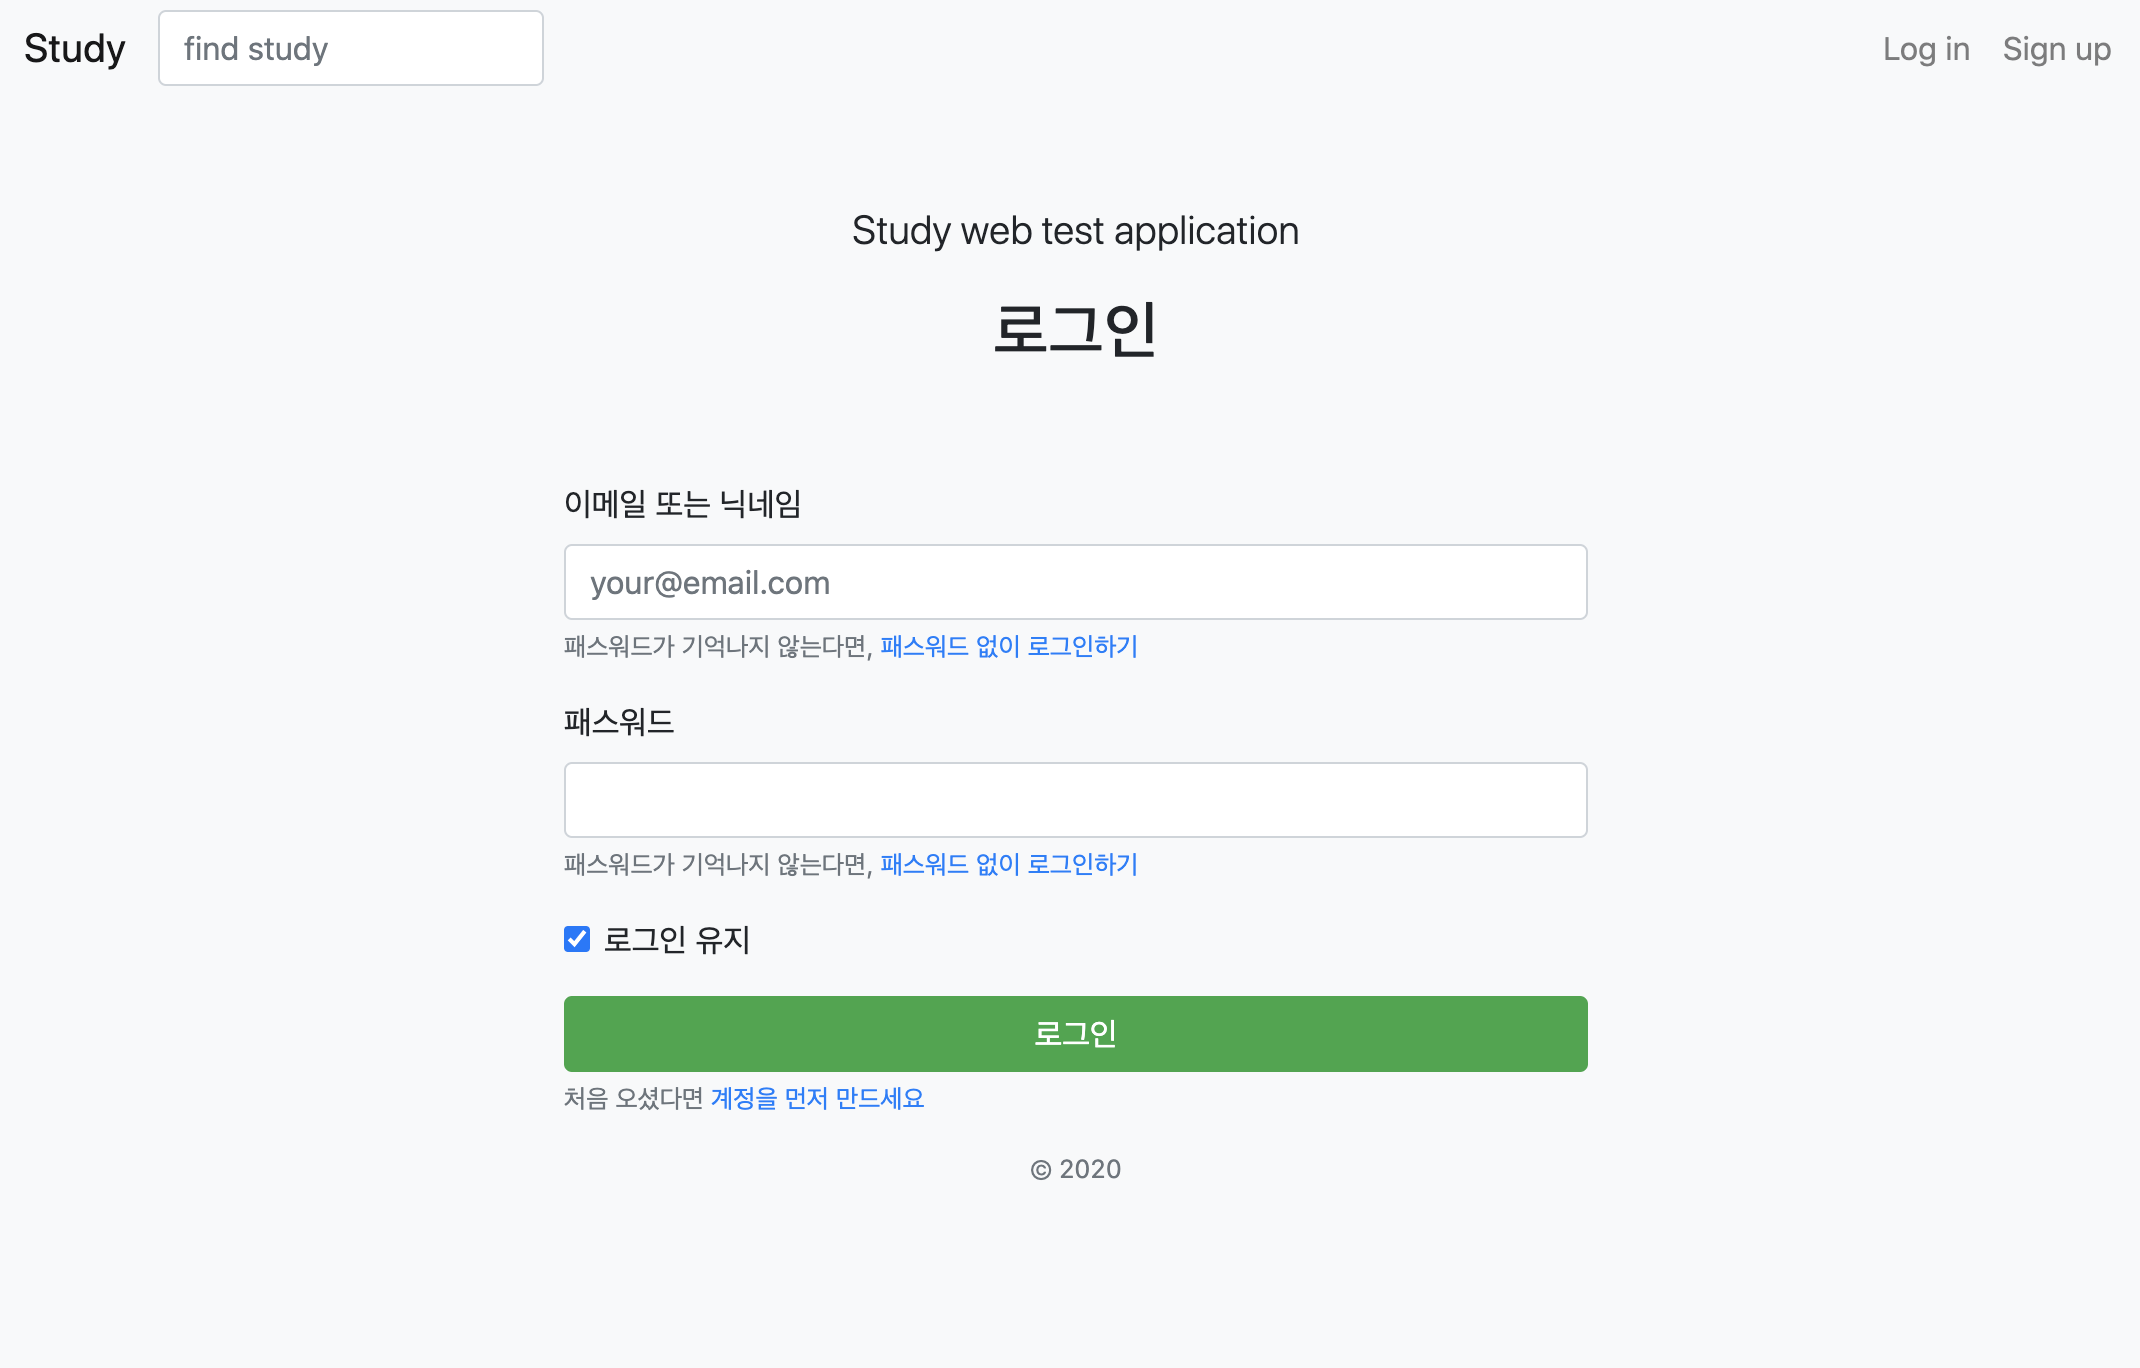 Study find study Log in Sign up
Study web test application
로그인
이메일 또는 닉네임
your@email.com
패스워드가 기억나지 않는다면, 패스워드 없이 로그인하기
패스워드
패스워드가 기억나지 않는다면, 패스워드 없이 로그인하기
로그인 유지
로그인
처음 오셨다면 계정을 먼저 만드세요
© 2020